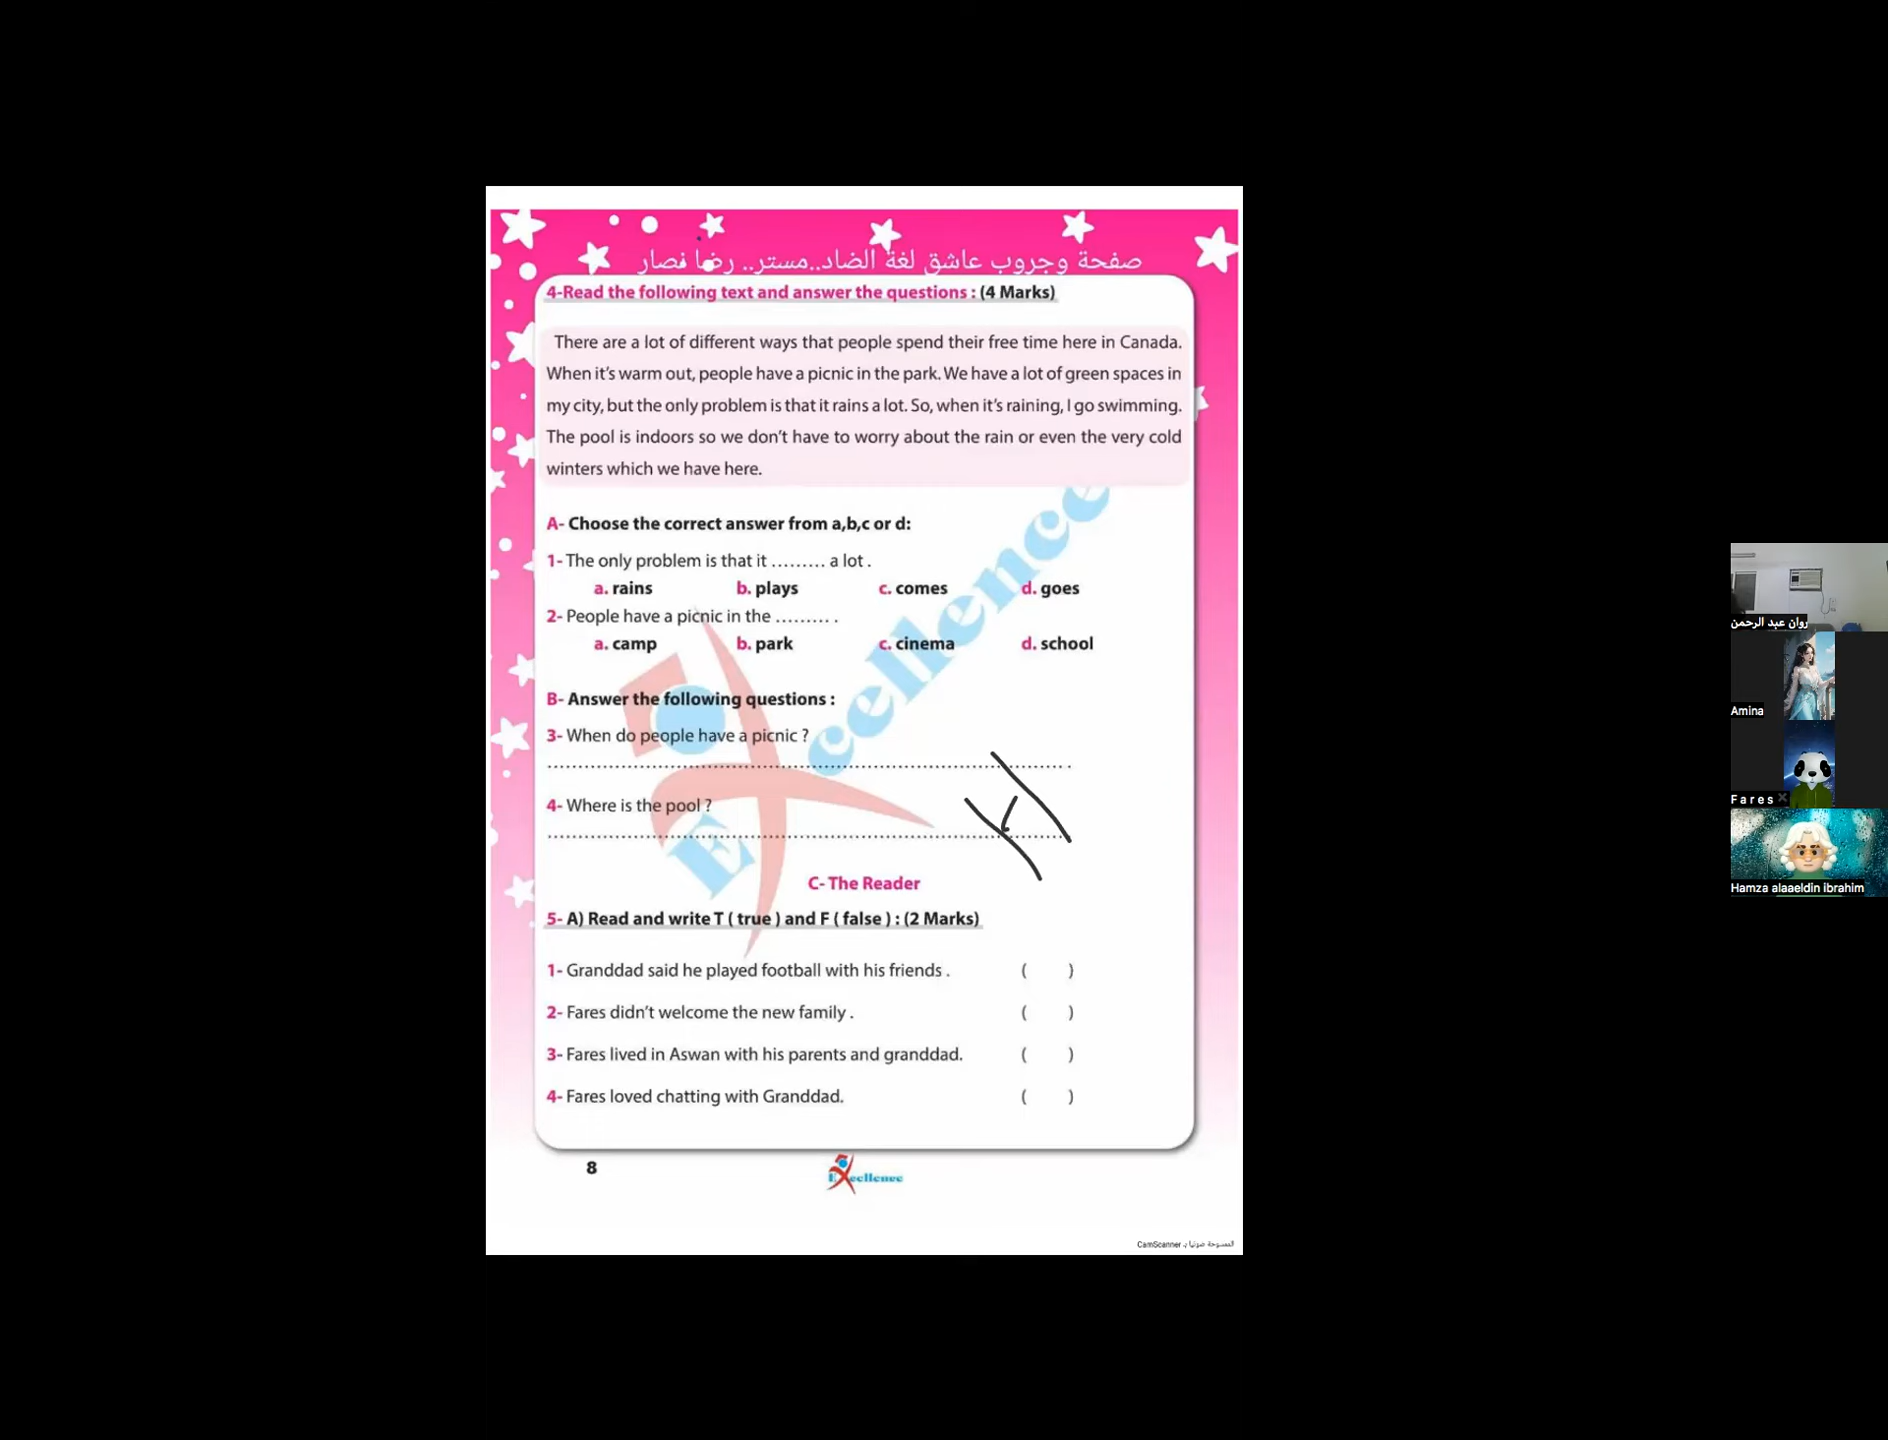 صفحة وجروب عاشق لغة الضاد..مستر.. رضا نصار
4-Read the following text and answer the questions : (4 Marks)
There are a lot of different ways that people spend their free time here in Canada.
When it's warm out, people have a picnic in the park. We have a lot of green spaces in
my city, but the only problem is that it rains a lot. So, when it's raining, I go swimming.
The pool is indoors so we don't have to worry about the rain or even the very cold
winters which we have here.
A- Choose the correct answer from a,b,c or d:
1- The only problem is that it ......... a lot .
a. rains b. plays c. comes d. goes
2- People have a picnic in the ......... .
a. camp b. park c. cinema d. school
B- Answer the following questions :
3- When do people have a picnic ?
4- Where is the pool ?
C- The Reader
5- A) Read and write T ( true ) and F ( false ) : (2 Marks)
1- Granddad said he played football with his friends . ( )
2- Fares didn't welcome the new family . ( )
3- Fares lived in Aswan with his parents and granddad. ( )
4- Fares loved chatting with Granddad. ( )
8
Excellence
الممسوحة ضوئيا بـ CamScanner
Excellence
روان عبد الرحمن
Amina
Fares
Hamza alaaeldin ibrahim